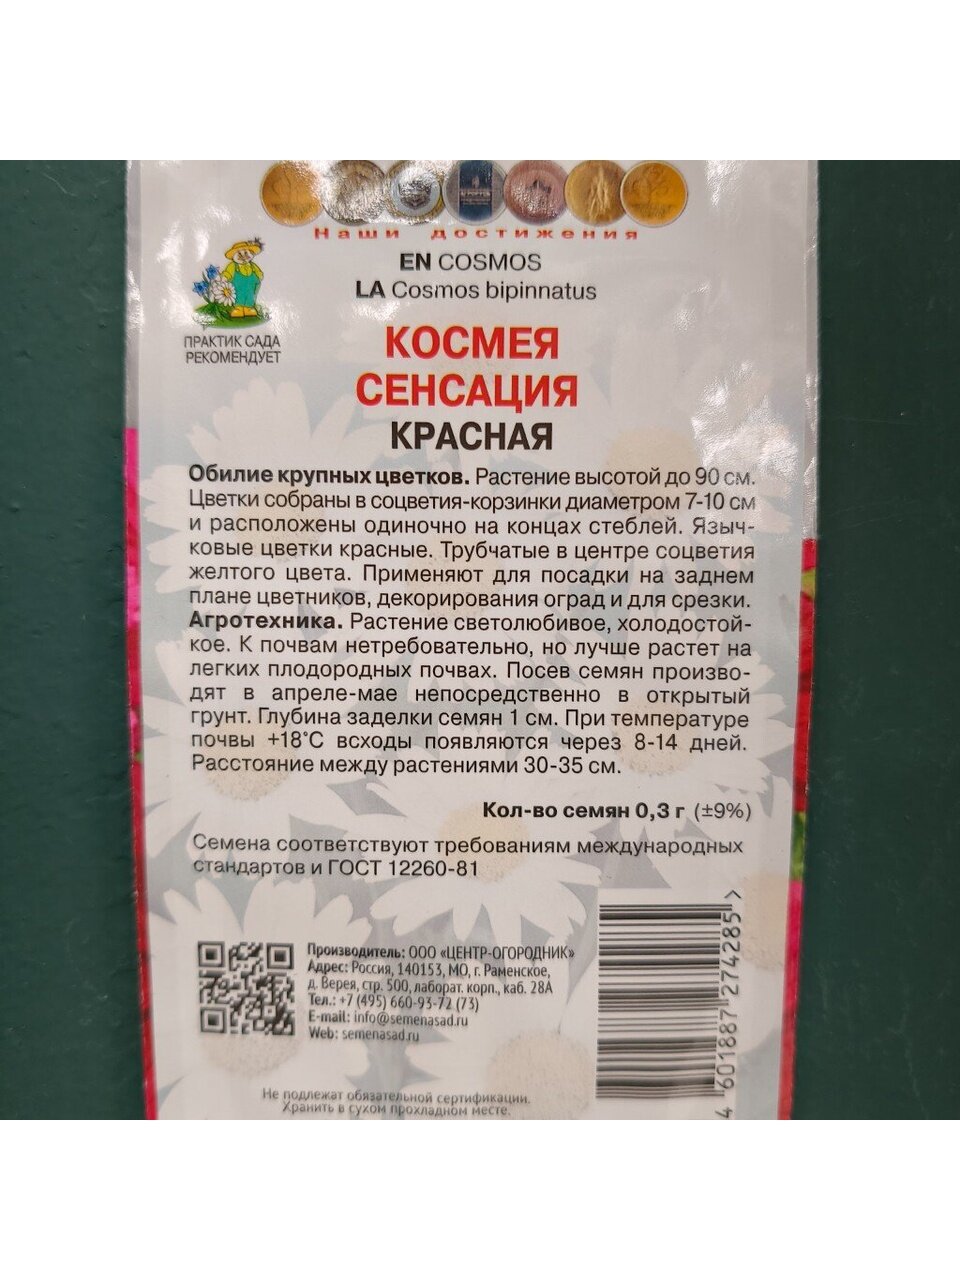 Наши достижения
EN COSMOS
LA Cosmos bipinnatus
ПРАКТИК САДА
РЕКОМЕНДУЕТ
КОСМЕЯ
СЕНСАЦИЯ
КРАСНАЯ
Обилие крупных цветков. Растение высотой до 90 см.
Цветки собраны в соцветия-корзинки диаметром 7-10 см
и расположены одиночно на концах стеблей. Языч-
ковые цветки красные. Трубчатые в центре соцветия
желтого цвета. Применяют для посадки на заднем
плане цветников, декорирования оград и для срезки.
Агротехника. Растение светолюбивое, холодостой-
кое. К почвам нетребовательно, но лучше растет на
легких плодородных почвах. Посев семян произво-
дят в апреле-мае непосредственно в открытый
грунт. Глубина заделки семян 1 см. При температуре
почвы +18°С всходы появляются через 8-14 дней.
Расстояние между растениями 30-35 см.
Кол-во семян 0,3 г (±9%)
Семена соответствуют требованиям международных
стандартов и ГОСТ 12260-81
Производитель: ООО «ЦЕНТР-ОГОРОДНИК»
Адрес: Россия, 140153, МО, г. Раменское,
д. Верея, стр. 500, лаборат. корп., каб. 28А
Тел.: +7 (495) 660-93-72 (73)
E-mail: info@semenasad.ru
Web: semenasad.ru
4 601887 274285 >
Не подлежат обязательной сертификации.
Хранить в сухом прохладном месте.